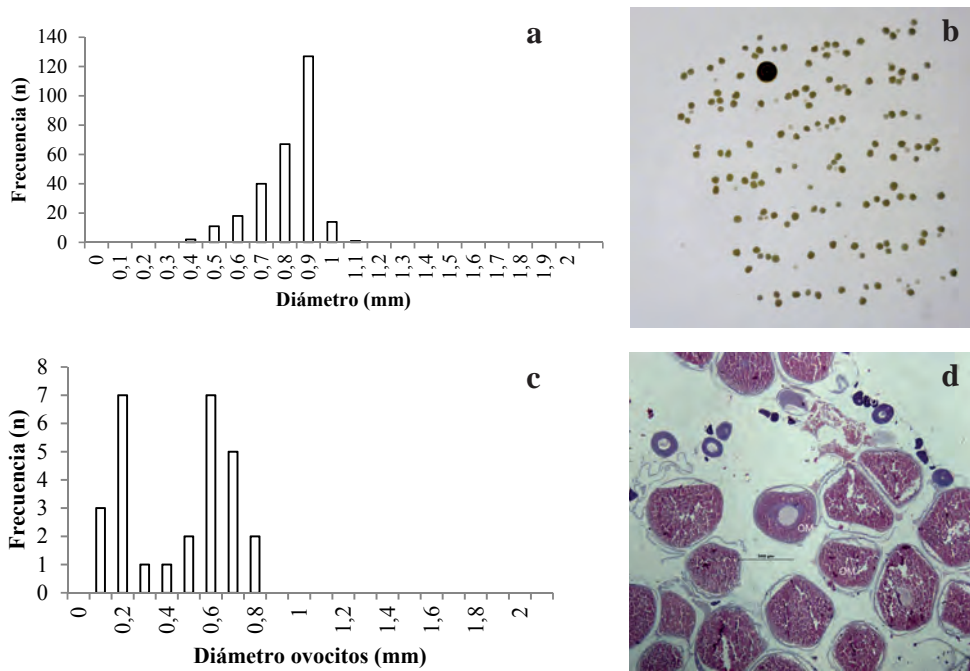 a
Frecuencia (n)
140
120
100
80
60
40
20
0
0 0,1 0,2 0,3 0,4 0,5 0,6 0,7 0,8 0,9 1 1,1 1,2 1,3 1,4 1,5 1,6 1,7 1,8 1,9 2
Diámetro (mm)
b
c
Frecuencia (n)
8
7
6
5
4
3
2
1
0
0 0,2 0,4 0,6 0,8 1 1,2 1,4 1,6 1,8 2
Diámetro ovocitos (mm)
d
OM
OM